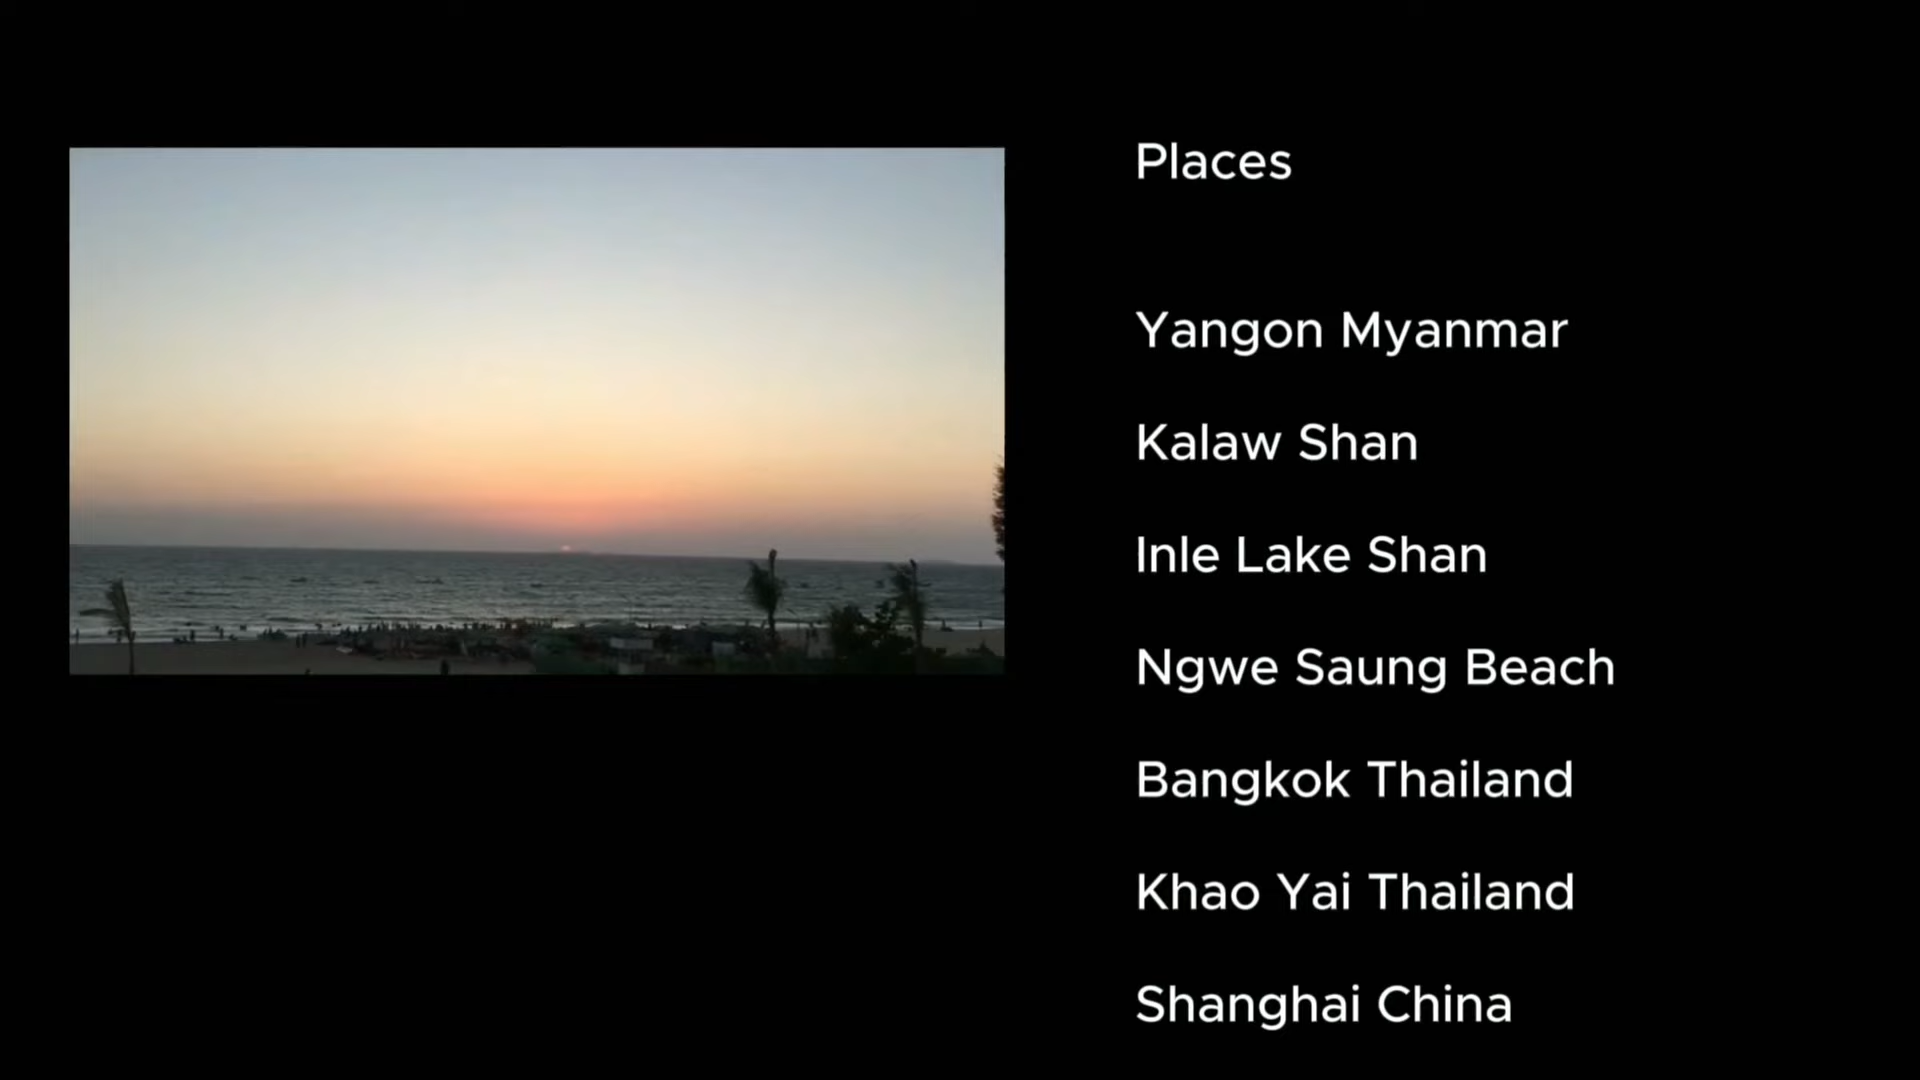 Places
Yangon Myanmar
Kalaw Shan
Inle Lake Shan
Ngwe Saung Beach
Bangkok Thailand
Khao Yai Thailand
Shanghai China